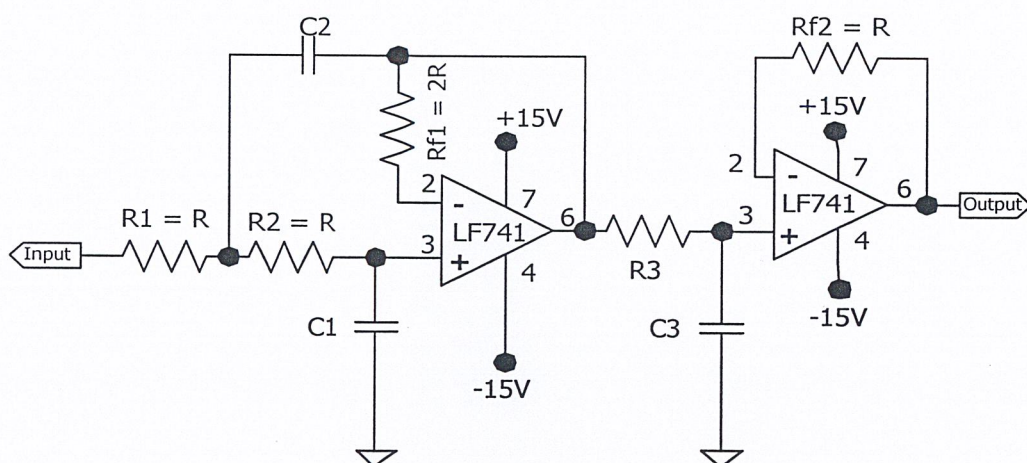 C2
Rf2 = R
Rf1 = 2R
+15V
+15V
2
7
2
7
R1 = R
R2 = R
-
LF741
6
-
LF741
6
Output
Input
3
+
4
R3
3
+
4
C1
C3
-15V
-15V